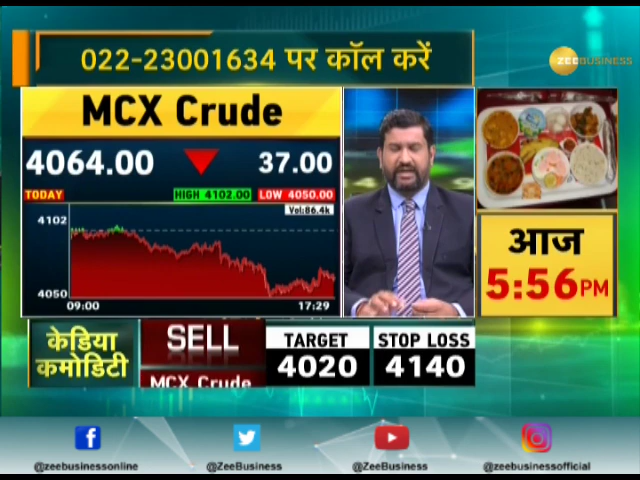 022-23001634 पर कॉल करें
ZEEBUSINESS
MCX Crude
4064.00 37.00
TODAY HIGH 4102.00 LOW 4050.00
Vol:86.4k
4102
4050
09:00 17:29
आज
5:56PM
केडिया
कमोडिटी
SELL
MCX Crude
TARGET
4020
STOP LOSS
4140
@zeebusinessonline @ZeeBusiness @ZeeBusiness @zeebusinessofficial